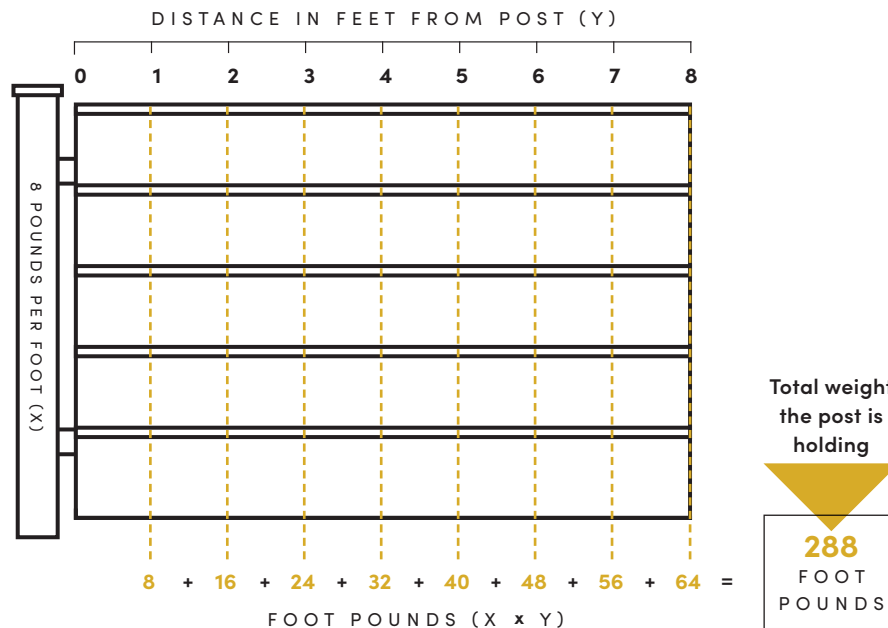 DISTANCE IN FEET FROM POST (Y)
0 1 2 3 4 5 6 7 8
8 POUNDS PER FOOT (X)
Total weight
the post is
holding
8 + 16 + 24 + 32 + 40 + 48 + 56 + 64 =
288
FOOT
POUNDS
FOOT POUNDS (X x Y)